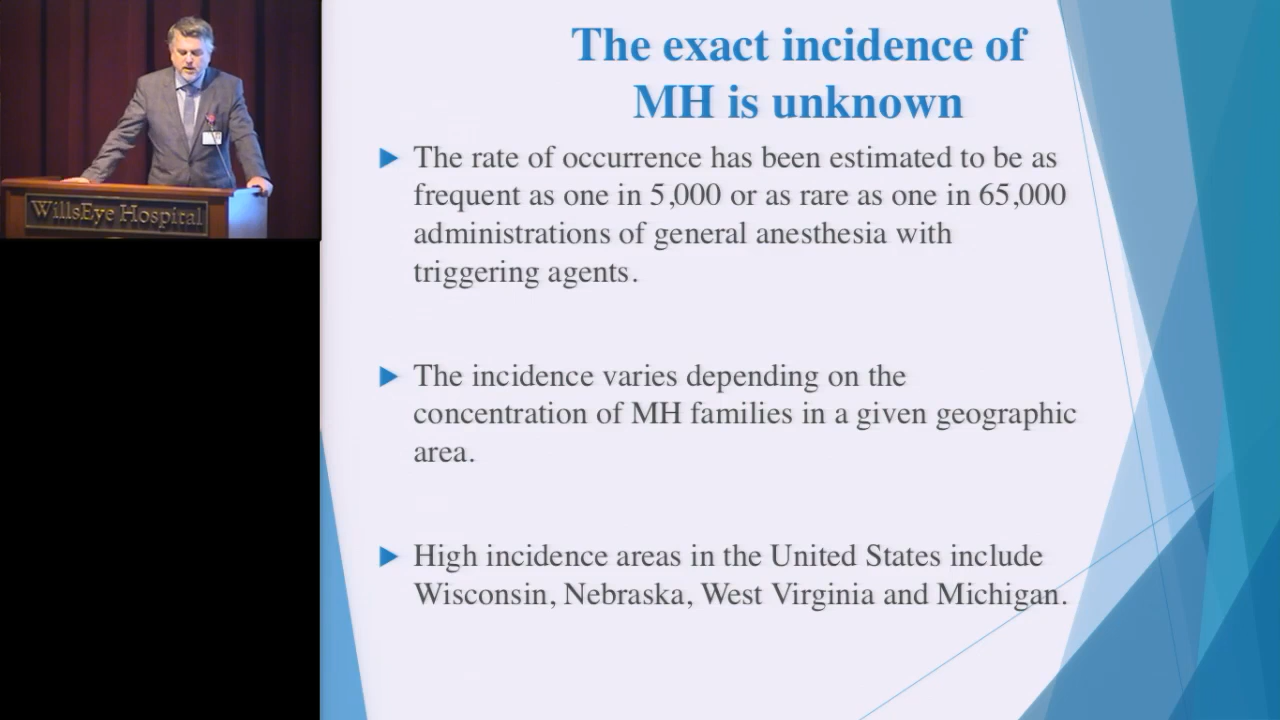 WillsEye Hospital
The exact incidence of
MH is unknown
The rate of occurrence has been estimated to be as
frequent as one in 5,000 or as rare as one in 65,000
administrations of general anesthesia with
triggering agents.
The incidence varies depending on the
concentration of MH families in a given geographic
area.
High incidence areas in the United States include
Wisconsin, Nebraska, West Virginia and Michigan.